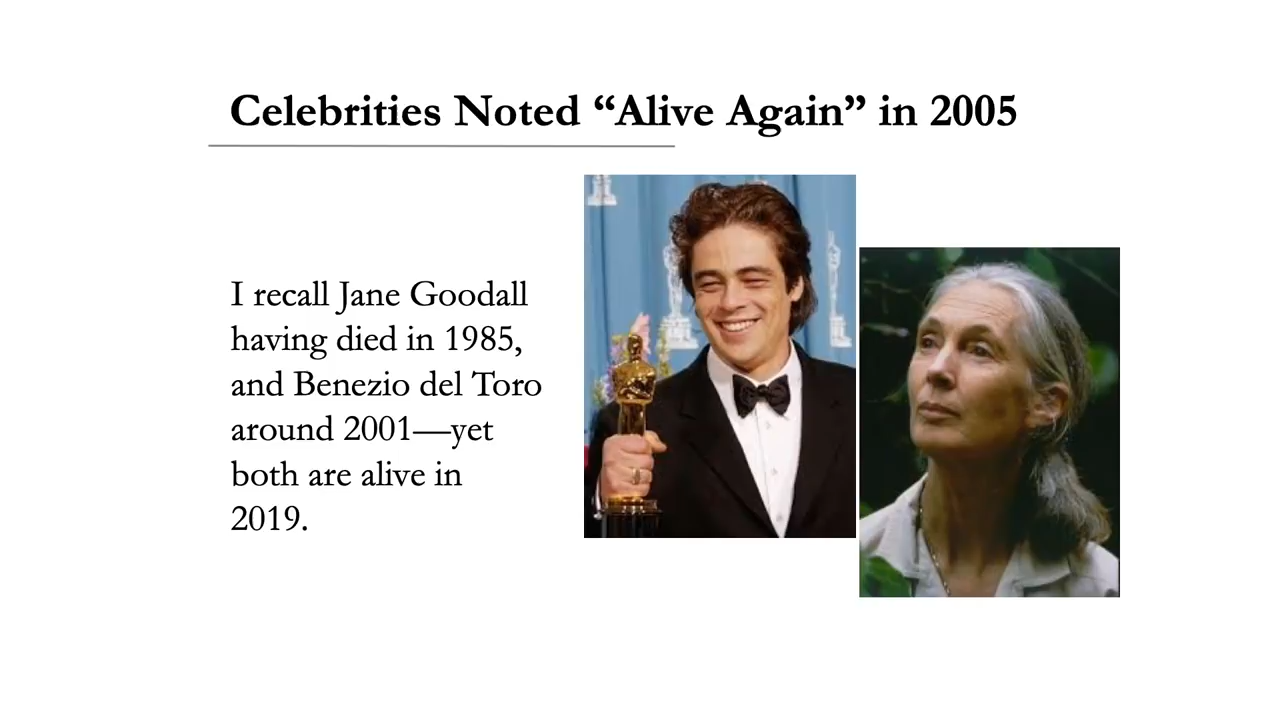 Celebrities Noted “Alive Again” in 2005
I recall Jane Goodall
having died in 1985,
and Benezio del Toro
around 2001—yet
both are alive in
2019.